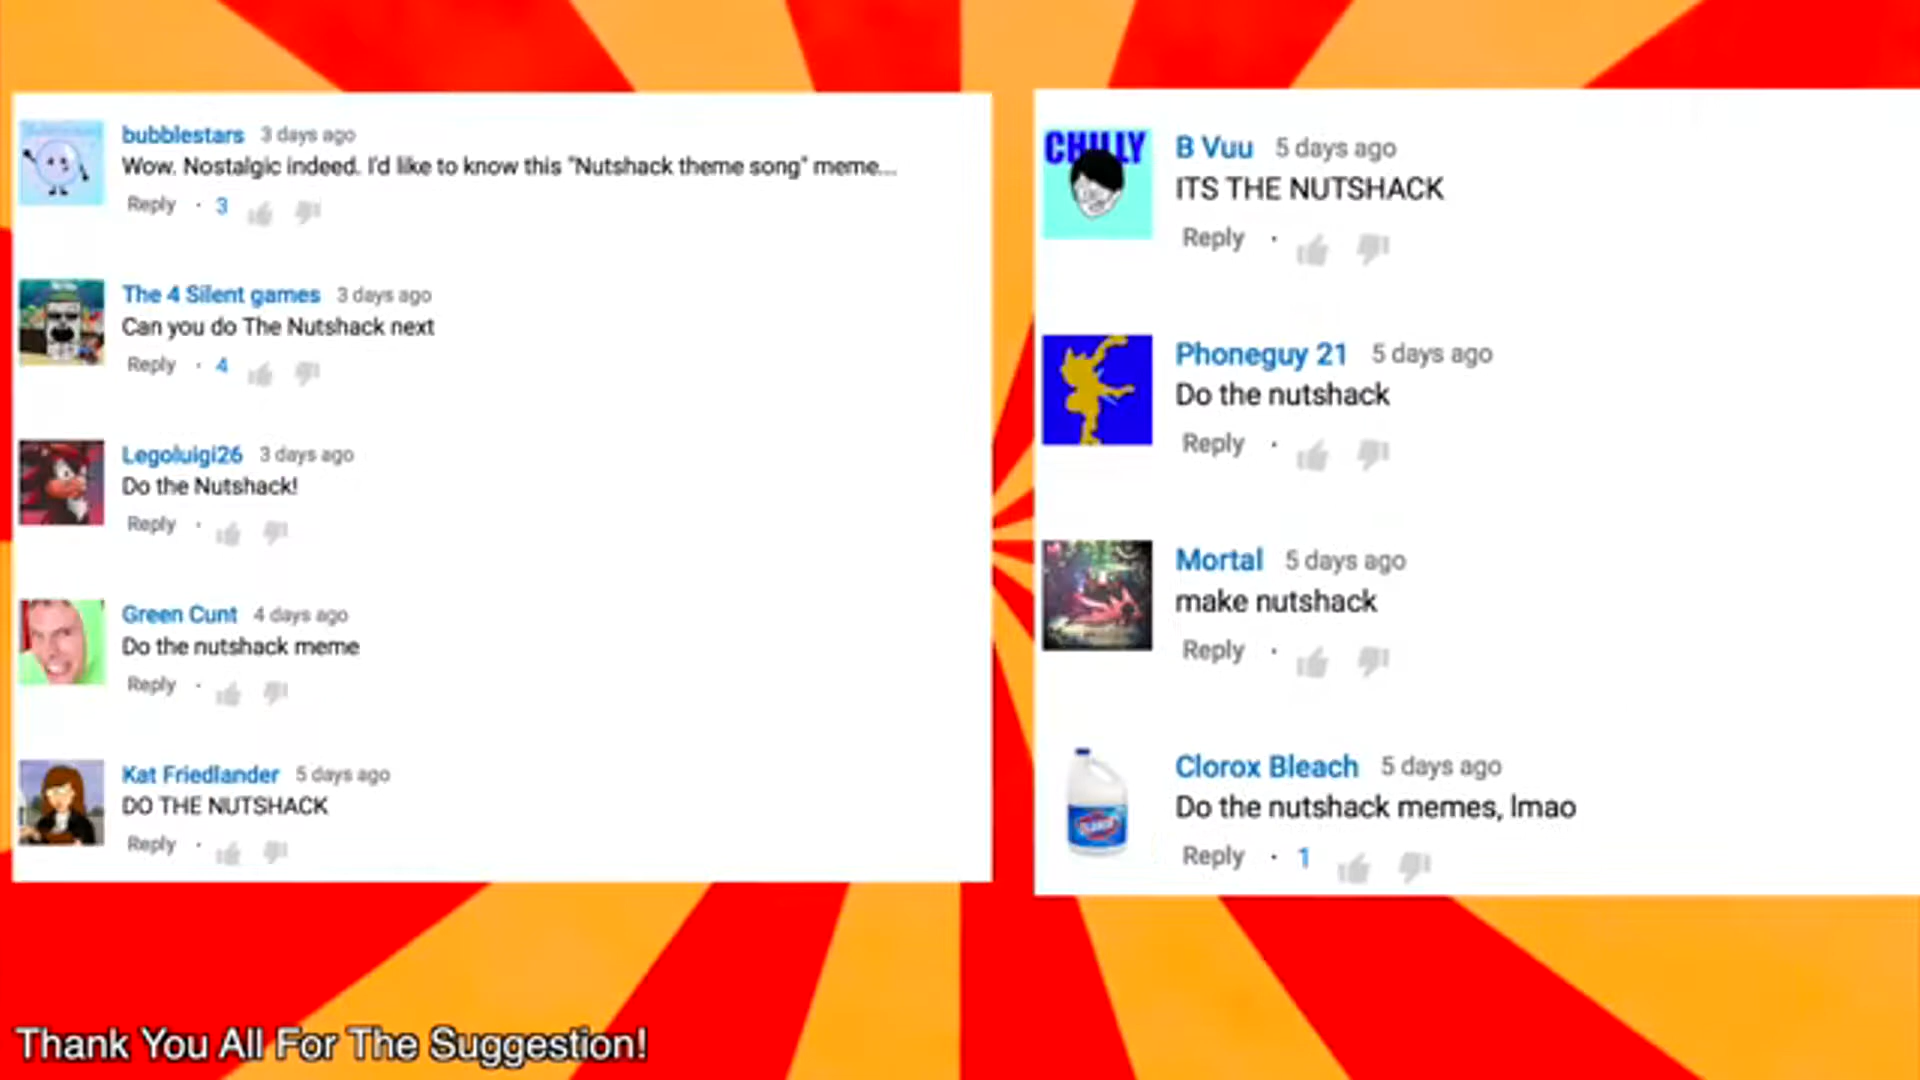 bubblestars 3 days ago
Wow. Nostalgic indeed. I'd like to know this "Nutshack theme song" meme...
Reply · 3
The 4 Silent games 3 days ago
Can you do The Nutshack next
Reply · 4
Legoluigi26 3 days ago
Do the Nutshack!
Reply ·
Green Cunt 4 days ago
Do the nutshack meme
Reply ·
Kat Friedlander 5 days ago
DO THE NUTSHACK
Reply ·
CHILLY
B Vuu 5 days ago
ITS THE NUTSHACK
Reply ·
Phoneguy 21 5 days ago
Do the nutshack
Reply ·
Mortal 5 days ago
make nutshack
Reply ·
Clorox Bleach 5 days ago
Do the nutshack memes, lmao
Reply · 1
Thank You All For The Suggestion!